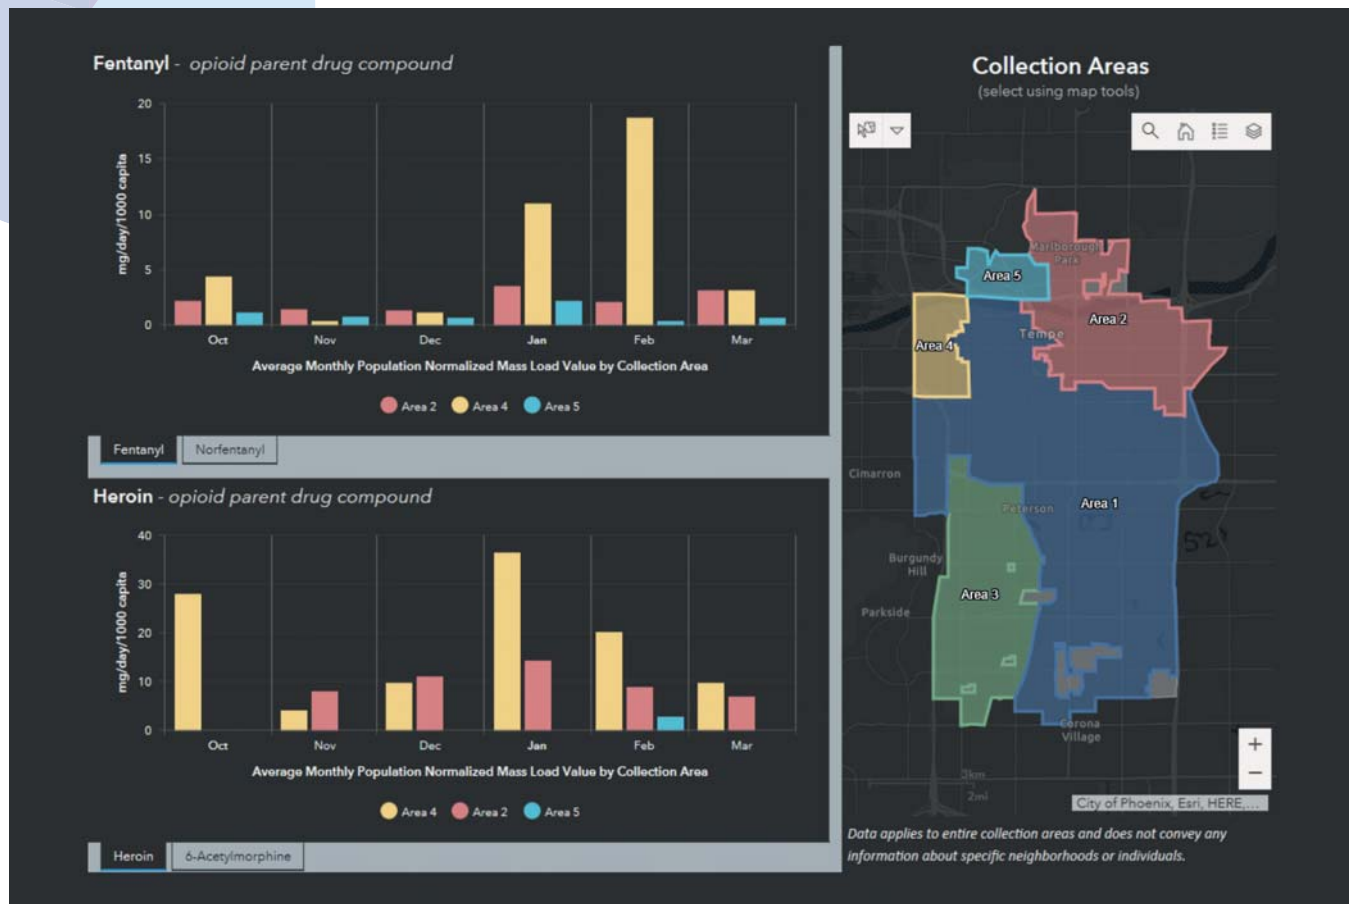 Fentanyl - opioid parent drug compound
20
15
10
5
0
mg/day/1000 capita
Oct Nov Dec Jan Feb Mar
Average Monthly Population Normalized Mass Load Value by Collection Area
Area 2 Area 4 Area 5
Fentanyl Norfentanyl
Heroin - opioid parent drug compound
40
30
20
10
0
mg/day/1000 capita
Oct Nov Dec Jan Feb Mar
Average Monthly Population Normalized Mass Load Value by Collection Area
Area 4 Area 2 Area 5
Heroin 6-Acetylmorphine
Collection Areas
(select using map tools)
Marlborough
Park
Area 5
Area 2
Tempe
Area 4
Cimarron
Peterson
Area 1
Burgundy
Hill
Area 3
Parkside
Corona
Village
+
−
3km
2mi
City of Phoenix, Esri, HERE,...
Data applies to entire collection areas and does not convey any
information about specific neighborhoods or individuals.